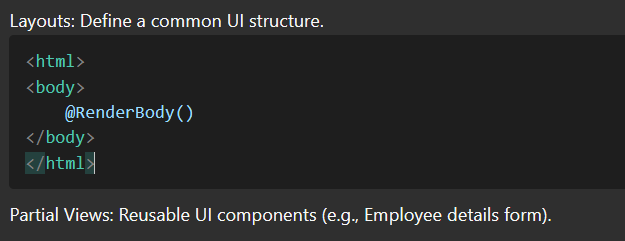 Layouts: Define a common UI structure.
<html>
<body>
    @RenderBody()
</body>
</html>
Partial Views: Reusable UI components (e.g., Employee details form).